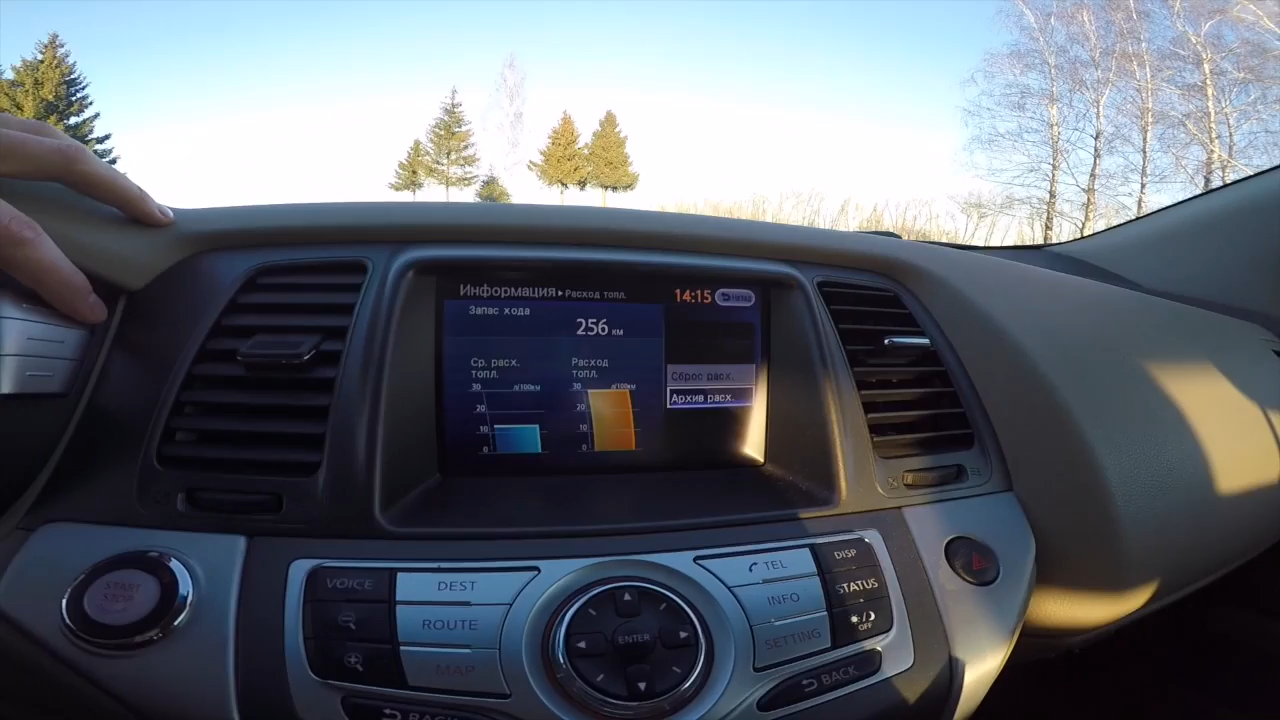 Информация ▸ Расход топл.
14:15
Назад
Запас хода
256 км
Ср. расх.
топл.
30 л/100км
20
10
0
Расход
топл.
30 л/100км
20
10
0
Сброс расх.
Архив расх.
START
STOP
VOICE
DEST
ROUTE
MAP
BACK
ENTER
TEL
INFO
SETTING
DISP
STATUS
OFF
BACK